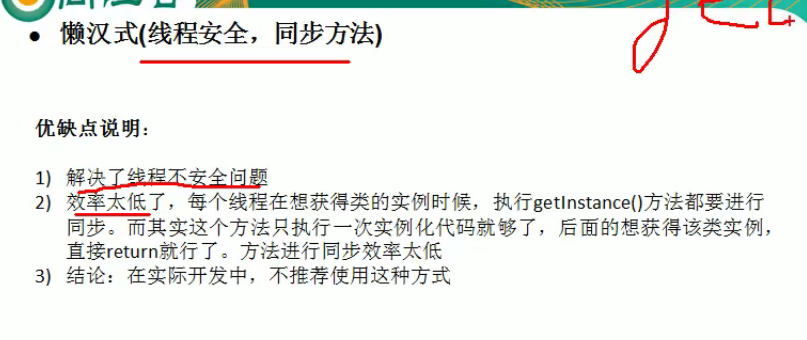 ● 懒汉式(线程安全，同步方法)
优缺点说明：
1) 解决了线程不安全问题
2) 效率太低了，每个线程在想获得类的实例时候，执行getInstance()方法都要进行
同步。而其实这个方法只执行一次实例化代码就够了，后面的想获得该类实例，
直接return就行了。方法进行同步效率太低
3) 结论：在实际开发中，不推荐使用这种方式